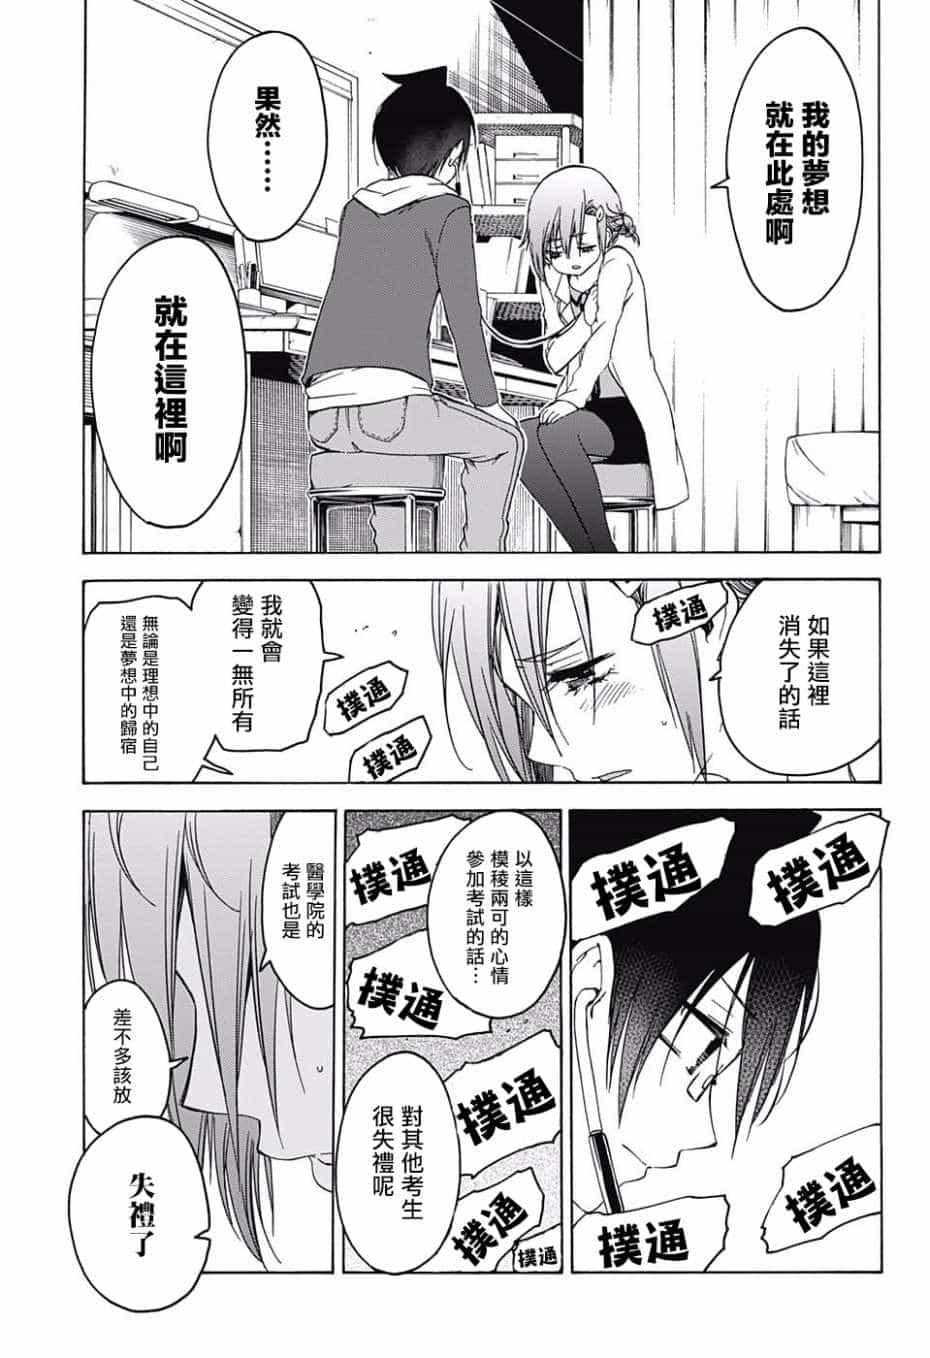 我的夢想
就在此處啊
果然……
就在這裡啊
如果這裡
消失了的話
撲通
我就會
變得一無所有
撲通
撲通
無論是理想中的自己
還是夢想中的歸宿
撲通
撲通
撲通
撲通
撲通
以這樣
模稜兩可的心情
參加考試的話…
撲通
撲通
撲通
對其他考生
很失禮呢
撲通
撲通
醫學院的
考試也是
差不多該放
失禮了